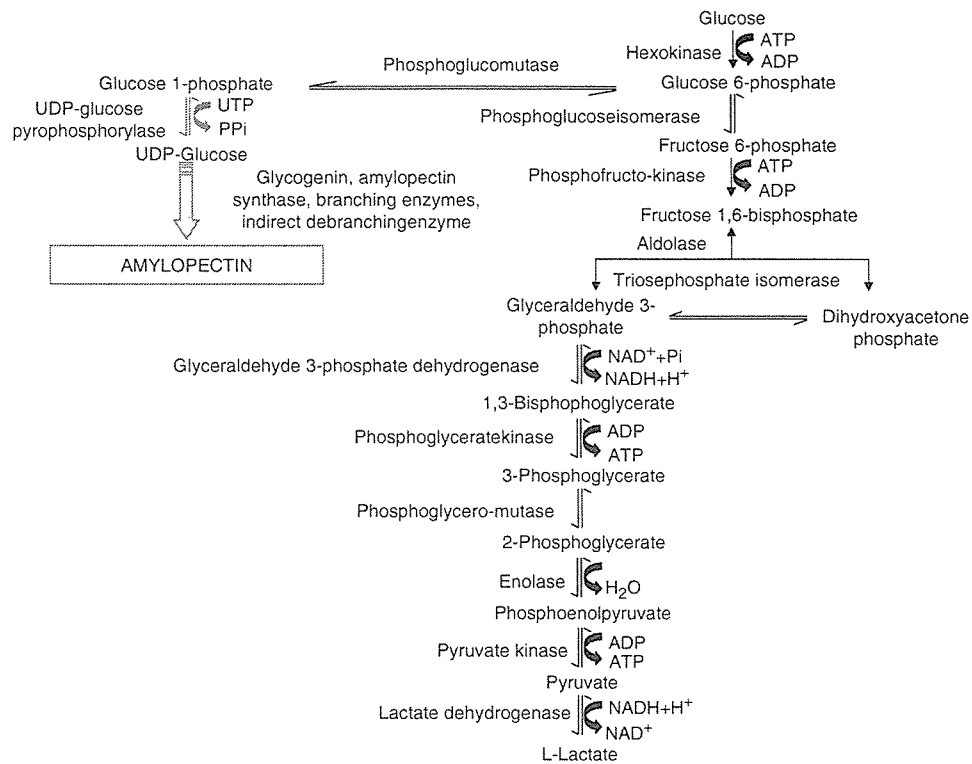 Glucose
Hexokinase
ATP
ADP
Glucose 6-phosphate
Phosphoglucomutase
Glucose 1-phosphate
UDP-glucose
pyrophosphorylase
UTP
PPi
UDP-Glucose
Glycogenin, amylopectin
synthase, branching enzymes,
indirect debranchingenzyme
AMYLOPECTIN
Phosphoglucoseisomerase
Fructose 6-phosphate
Phosphofructo-kinase
ATP
ADP
Fructose 1,6-bisphosphate
Aldolase
Triosephosphate isomerase
Glyceraldehyde 3-
phosphate
Dihydroxyacetone
phosphate
Glyceraldehyde 3-phosphate dehydrogenase
NAD⁺+Pi
NADH+H⁺
1,3-Bisphophoglycerate
Phosphoglyceratekinase
ADP
ATP
3-Phosphoglycerate
Phosphoglycero-mutase
2-Phosphoglycerate
Enolase
H₂O
Phosphoenolpyruvate
Pyruvate kinase
ADP
ATP
Pyruvate
Lactate dehydrogenase
NADH+H⁺
NAD⁺
L-Lactate